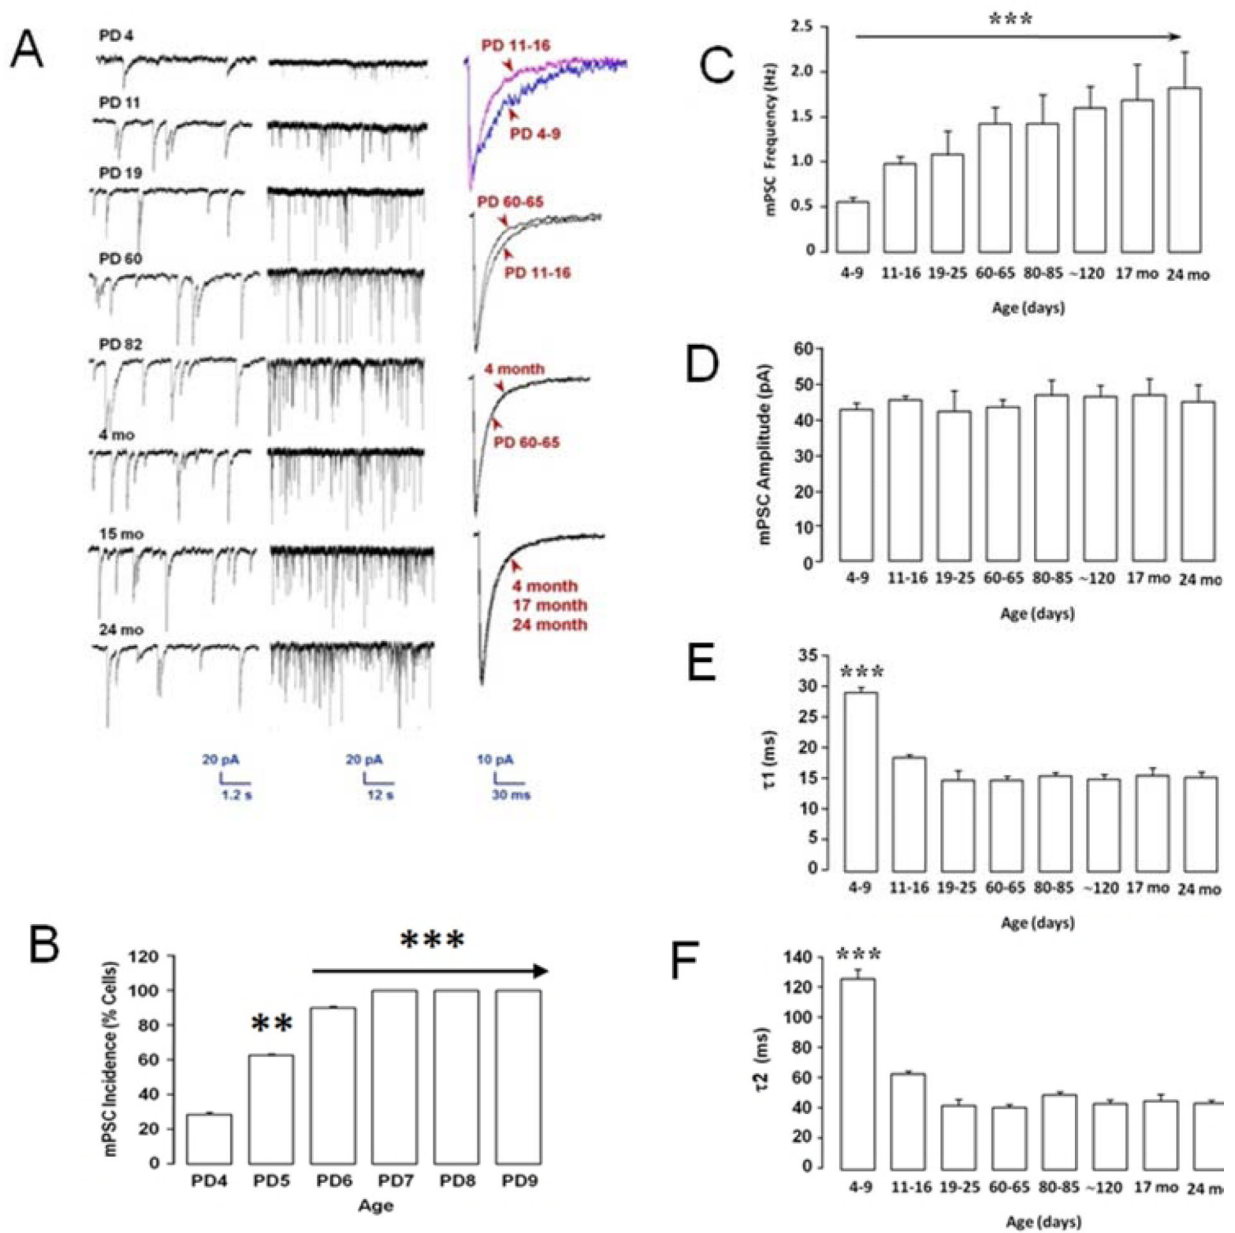 A
PD 4
PD 11
PD 19
PD 60
PD 82
4 mo
15 mo
24 mo
PD 11-16
PD 4-9
PD 60-65
PD 11-16
4 month
PD 60-65
4 month
17 month
24 month
20 pA
1.2 s
20 pA
12 s
10 pA
30 ms
B
***
**
mPSC Incidence (% Cells)
120
100
80
60
40
20
0
PD4 PD5 PD6 PD7 PD8 PD9
Age
C
***
mPSC Frequency (Hz)
2.5
2.0
1.5
1.0
0.5
0
4-9 11-16 19-25 60-65 80-85 ~120 17 mo 24 mo
Age (days)
D
mPSC Amplitude (pA)
60
50
40
30
20
10
0
4-9 11-16 19-25 60-65 80-85 ~120 17 mo 24 mo
Age (days)
E
***
τ1 (ms)
35
30
25
20
15
10
5
0
4-9 11-16 19-25 60-65 80-85 ~120 17 mo 24 mo
Age (days)
F
***
τ2 (ms)
140
120
100
80
60
40
20
0
4-9 11-16 19-25 60-65 80-85 ~120 17 mo 24 m
Age (days)